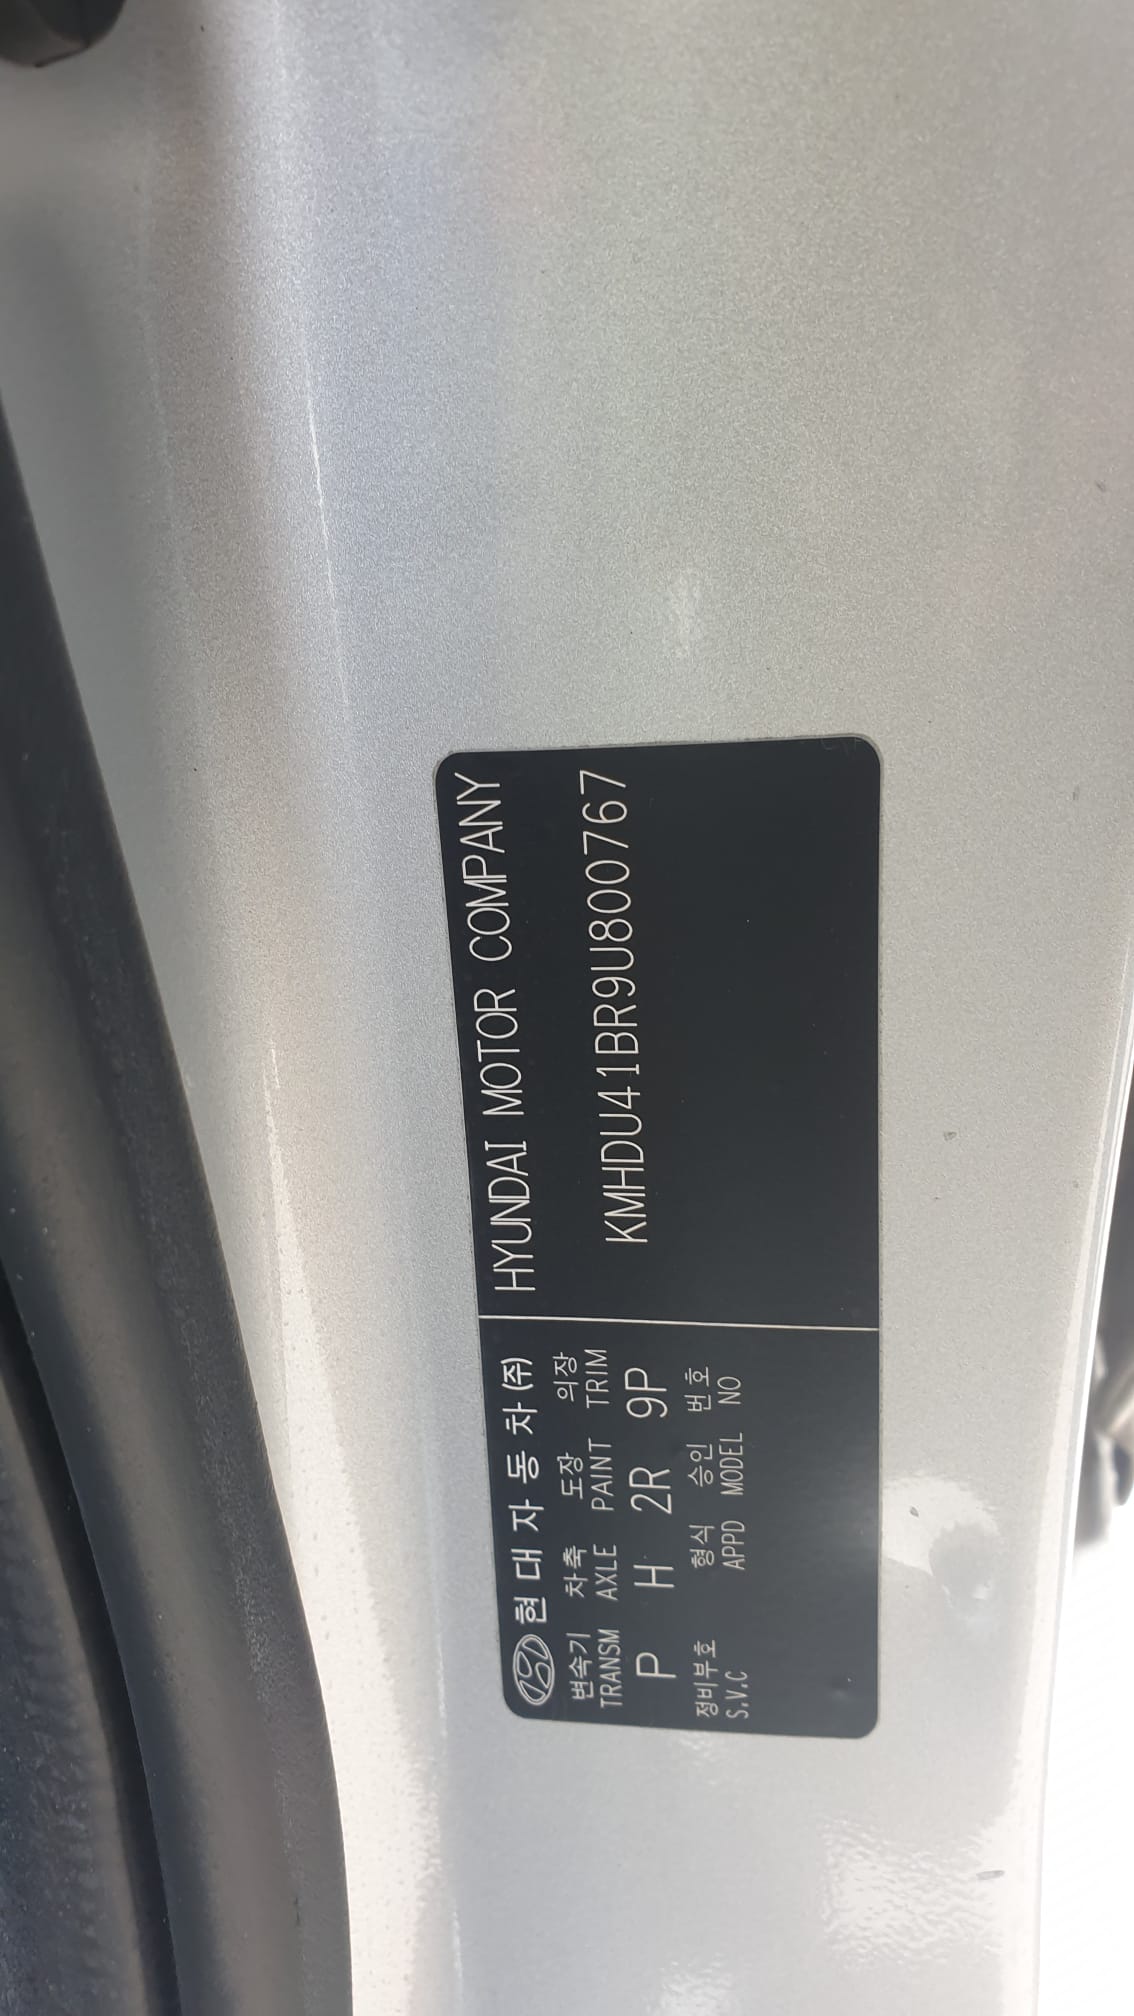 현대자동차(주)
변속기 차축 도장 의장
TRANSM AXLE PAINT TRIM
P H 2R 9P
정비부호 형식 승인 번호
S.V.C APPD MODEL NO
HYUNDAI MOTOR COMPANY
KMHDU41BR9U800767